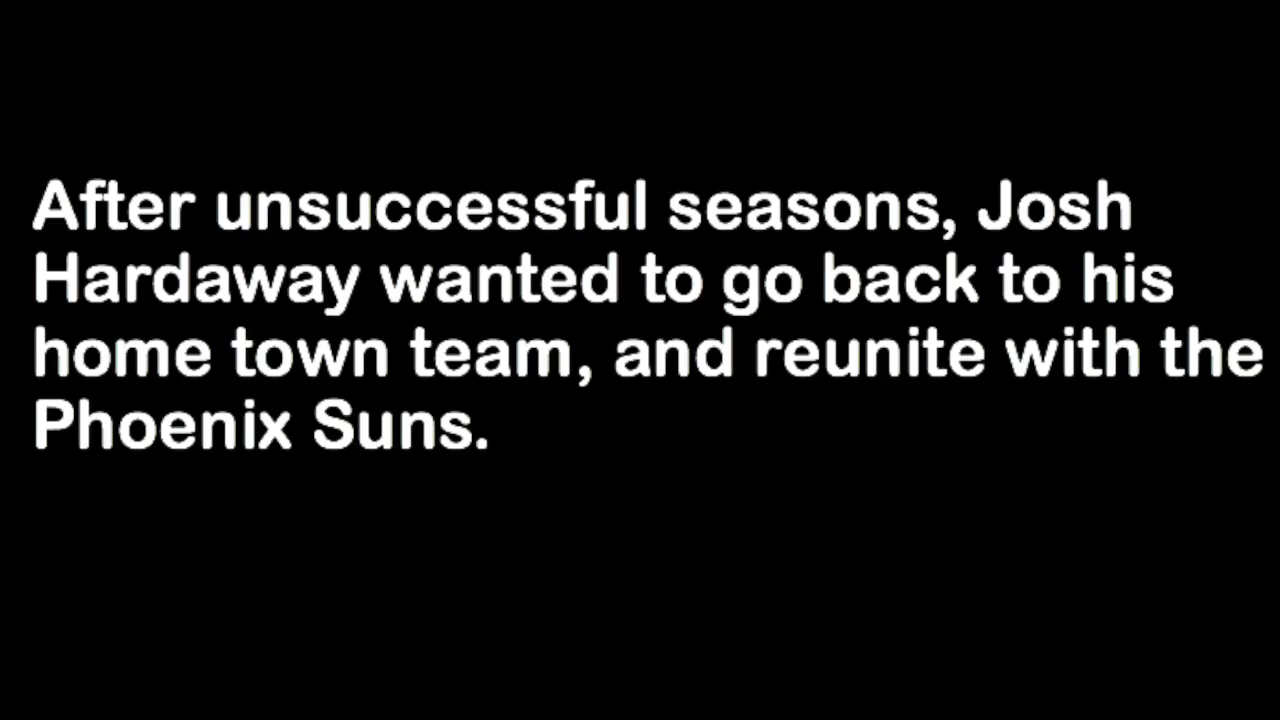 After unsuccessful seasons, Josh
Hardaway wanted to go back to his
home town team, and reunite with the
Phoenix Suns.